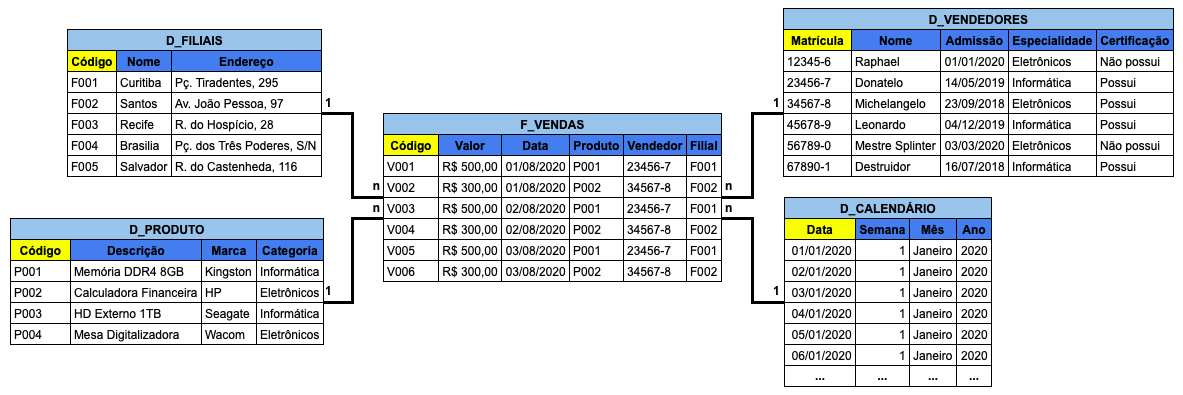 D_FILIAIS
Código Nome Endereço
F001 Curitiba Pç. Tiradentes, 295
F002 Santos Av. João Pessoa, 97
F003 Recife R. do Hospício, 28
F004 Brasilia Pç. dos Três Poderes, S/N
F005 Salvador R. do Castenheda, 116
1
n
D_PRODUTO
Código Descrição Marca Categoria
P001 Memória DDR4 8GB Kingston Informática
P002 Calculadora Financeira HP Eletrônicos
P003 HD Externo 1TB Seagate Informática
P004 Mesa Digitalizadora Wacom Eletrônicos
1
n
F_VENDAS
Código Valor Data Produto Vendedor Filial
V001 R$ 500,00 01/08/2020 P001 23456-7 F001
V002 R$ 300,00 01/08/2020 P002 34567-8 F002
V003 R$ 500,00 02/08/2020 P001 23456-7 F001
V004 R$ 300,00 02/08/2020 P002 34567-8 F002
V005 R$ 500,00 03/08/2020 P001 23456-7 F001
V006 R$ 300,00 03/08/2020 P002 34567-8 F002
n
1
D_VENDEDORES
Matrícula Nome Admissão Especialidade Certificação
12345-6 Raphael 01/01/2020 Eletrônicos Não possui
23456-7 Donatelo 14/05/2019 Informática Possui
34567-8 Michelangelo 23/09/2018 Eletrônicos Possui
45678-9 Leonardo 04/12/2019 Informática Possui
56789-0 Mestre Splinter 03/03/2020 Eletrônicos Não possui
67890-1 Destruidor 16/07/2018 Informática Possui
n
1
D_CALENDÁRIO
Data Semana Mês Ano
01/01/2020 1 Janeiro 2020
02/01/2020 1 Janeiro 2020
03/01/2020 1 Janeiro 2020
04/01/2020 1 Janeiro 2020
05/01/2020 1 Janeiro 2020
06/01/2020 1 Janeiro 2020
... ... ... ...